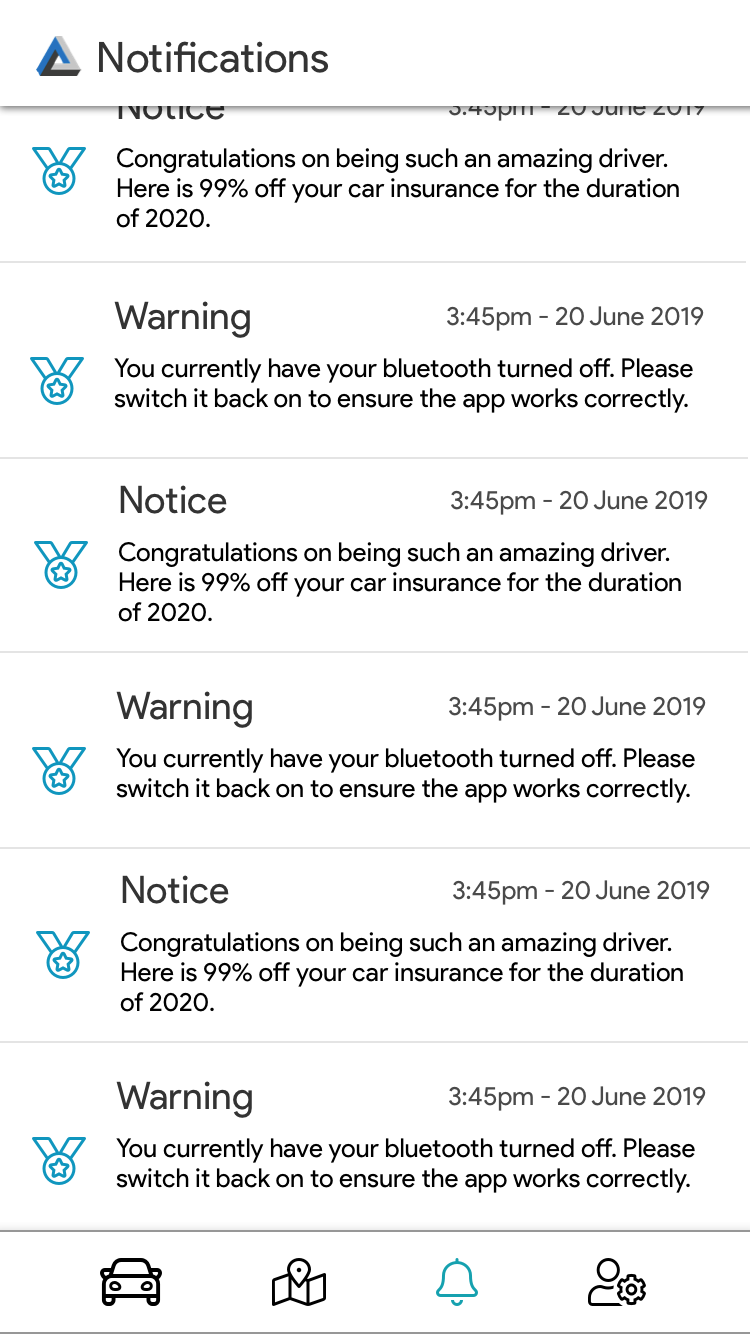 Notifications
Notice 3:45pm - 20 June 2019
Congratulations on being such an amazing driver.
Here is 99% off your car insurance for the duration
of 2020.
Warning 3:45pm - 20 June 2019
You currently have your bluetooth turned off. Please
switch it back on to ensure the app works correctly.
Notice 3:45pm - 20 June 2019
Congratulations on being such an amazing driver.
Here is 99% off your car insurance for the duration
of 2020.
Warning 3:45pm - 20 June 2019
You currently have your bluetooth turned off. Please
switch it back on to ensure the app works correctly.
Notice 3:45pm - 20 June 2019
Congratulations on being such an amazing driver.
Here is 99% off your car insurance for the duration
of 2020.
Warning 3:45pm - 20 June 2019
You currently have your bluetooth turned off. Please
switch it back on to ensure the app works correctly.